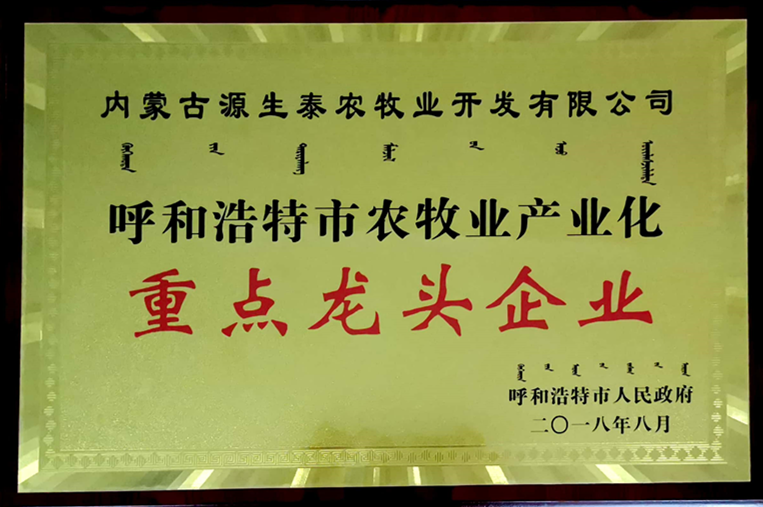 内蒙古源生泰农牧业开发有限公司
呼和浩特市农牧业产业化
重点龙头企业
呼和浩特市人民政府
二〇一八年八月